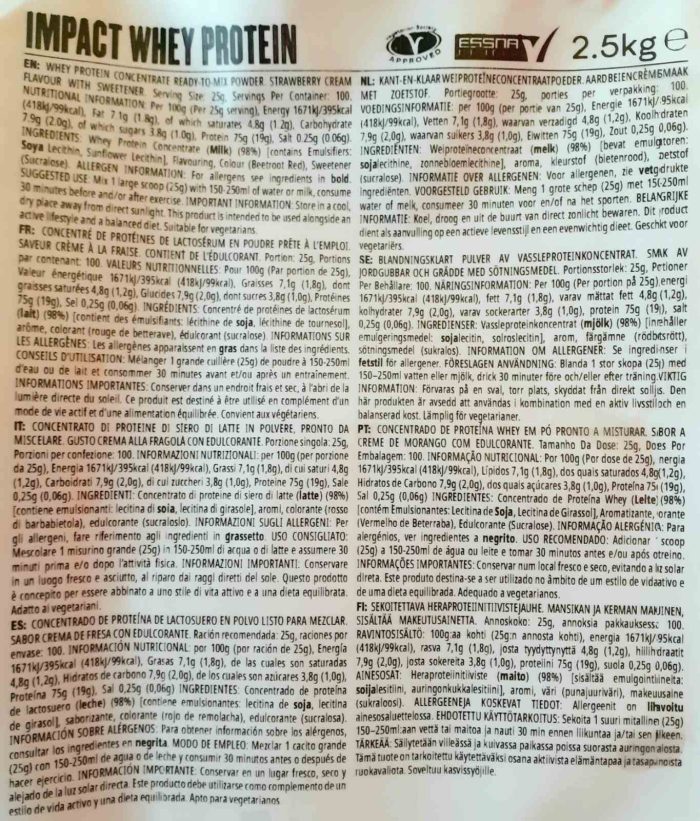 IMPACT WHEY PROTEIN
APPROVED
ESSNA
2.5kg e
EN: WHEY PROTEIN CONCENTRATE READY-TO-MIX POWDER STRAWBERRY CREAM
FLAVOUR WITH SWEETENER. Serving Size: 25g, Servings Per Container: 100.
NUTRITIONAL INFORMATION: Per 100g (Per 25g serving), Energy 1671kJ/395kcal
(418kJ/99kcal), Fat 7,1g (1.8g), of which saturates 4,8g (1,2g), Carbohydrate
7,9g (2.0g), of which sugars 3.8g (1.0g), Protein 75g (19g), Salt 0.25g (0.06g).
INGREDIENTS: Whey Protein Concentrate (Milk) (98%) [contains Emulsifiers:
Soya Lecithin, Sunflower Lecithin], Flavouring, Colour (Beetroot Red), Sweetener
(Sucralose). ALLERGEN INFORMATION: For allergens see ingredients in bold.
SUGGESTED USE: Mix 1 large scoop (25g) with 150-250ml of water or milk, consume
30 minutes before and/or after exercise. IMPORTANT INFORMATION: Store in a cool,
dry place away from direct sunlight. This product is intended to be used alongside an
active lifestyle and a balanced diet. Suitable for vegetarians.
FR: CONCENTRÉ DE PROTÉINES DE LACTOSÉRUM EN POUDRE PRÊTE À L'EMPLOI.
SAVEUR CRÈME À LA FRAISE. CONTIENT DE L'ÉDULCORANT. Portion: 25g, Portions
par contenant: 100. VALEURS NUTRITIONNELLES: Pour 100g (Par portion de 25g),
Valeur énergétique 1671kJ/395kcal (418kJ/99kcal), Graisses 7,1g (1,8g), dont
graisses saturées 4,8g (1,2g), Glucides 7,9g (2,0g), dont sucres 3,8g (1,0g), Protéines
75g (19g), Sel 0,25g (0,06g). INGRÉDIENTS: Concentré de protéines de lactosérum
(lait) (98%) [contient des émulsifiants: lécithine de soja, lécithine de tournesol],
arôme, colorant (rouge de betterave), édulcorant (sucralose) INFORMATIONS SUR
LES ALLERGÈNES: Les allergènes apparaissent en gras dans la liste des ingrédients.
CONSEILS D'UTILISATION: Mélanger 1 grande cuillère (25g) de poudre à 150-250ml
d'eau ou de lait et consommer 30 minutes avant et/ou après un entraînement.
INFORMATIONS IMPORTANTES: Conserver dans un endroit frais et sec, à l'abri de la
lumière directe du soleil. Ce produit est destiné à être utilisé en complément d'un
mode de vie actif et d'une alimentation équilibrée. Convient aux végétariens.
IT: CONCENTRATO DI PROTEINE DI SIERO DI LATTE IN POLVERE, PRONTO DA
MISCELARE. GUSTO CREMA ALLA FRAGOLA CON EDULCORANTE. Porzione singola: 25g,
Porzioni per confezione: 100. INFORMAZIONI NUTRIZIONALI: per 100g (per porzione
da 25g), Energia 1671kJ/395kcal (418kJ/99kcal), Grassi 7,1g (1,8g), di cui saturi 4,8g
(1,2g), Carboidrati 7,9g (2,0g), di cui zuccheri 3,8g (1,0g), Proteine 75g (19g), Sale
0,25g (0,06g). INGREDIENTI: Concentrato di proteine di siero di latte (latte) (98%)
[contiene emulsionanti: lecitina di soia, lecitina di girasole], aromi, colorante (rosso
di barbabietola), edulcorante (sucralosio). INFORMAZIONI SUGLI ALLERGENI: Per
gli allergeni, fare riferimento agli ingredienti in grassetto. USO CONSIGLIATO:
Mescolare 1 misurino grande (25g) in 150-250ml di acqua o di latte e assumere 30
minuti prima e/o dopo l'attività fisica. INFORMAZIONI IMPORTANTI: Conservare
in un luogo fresco e asciutto, al riparo dai raggi diretti del sole. Questo prodotto
è concepito per essere abbinato a uno stile di vita attivo e a una dieta equilibrata.
Adatto ai vegetariani.
ES: CONCENTRADO DE PROTEÍNA DE LACTOSUERO EN POLVO LISTO PARA MEZCLAR.
SABOR CREMA DE FRESA CON EDULCORANTE. Ración recomendada: 25g, raciones por
envase: 100. INFORMACIÓN NUTRICIONAL: por 100g (por ración de 25g), Energía
1671kJ/395kcal (418kJ/99kcal), Grasas 7,1g (1,8g), de las cuales son saturadas
4,8g (1,2g), Hidratos de carbono 7,9g (2,0g), de los cuales son azúcares 3,8g (1,0g),
Proteína 75g (19g), Sal 0,25g (0,06g). INGREDIENTES: Concentrado de proteína
de lactosuero (leche) (98%) [contiene emulsionantes: lecitina de soja, lecitina
de girasol], saborizante, colorante (rojo de remolacha), edulcorante (sucralosa).
INFORMACIÓN SOBRE ALÉRGENOS: Para obtener información sobre los alérgenos,
consultar los ingredientes en negrita. MODO DE EMPLEO: Mezclar 1 cacito grande
(25g) con 150-250ml de agua o de leche y consumir 30 minutos antes o después de
hacer ejercicio. INFORMACIÓN IMPORTANTE: Conservar en un lugar fresco, seco y
alejado de la luz solar directa. Este producto debe utilizarse como complemento de un
estilo de vida activo y una dieta equilibrada. Apto para vegetarianos
NL: KANT-EN-KLAAR WEIPROTEÏNECONCENTRAATPOEDER. AARDBEIENCRÈMESMAAK
MET ZOETSTOF. Portiegrootte: 25g, porties per verpakking: 100.
VOEDINGSINFORMATIE: per 100g (per portie van 25g), Energie 1671kJ/395kcal
(418kJ/99kcal), Vetten 7,1g (1,8g), waarvan verzadigd 4,8g (1,2g), Koolhydraten
7,9g (2,0g), waarvan suikers 3,8g (1,0g), Eiwitten 75g (19g), Zout 0,25g (0,06g).
INGREDIËNTEN: Weiproteïneconcentraat (melk) (98%) [bevat emulgatoren:
sojalecithine, zonnebloemlecithine], aroma, kleurstof (bietenrood), zoetstof
(sucralose). INFORMATIE OVER ALLERGENEN: Voor allergenen, zie vetgedrukte
ingrediënten. VOORGESTELD GEBRUIK: Meng 1 grote schep (25g) met 150-250ml
water of melk, consumeer 30 minuten voor en/of na het sporten. BELANGRIJKE
INFORMATIE: Koel, droog en uit de buurt van direct zonlicht bewaren. Dit product
dient als aanvulling op een actieve levensstijl en een evenwichtig dieet. Geschikt voor
vegetariërs.
SE: BLANDNINGSKLART PULVER AV VASSLEPROTEINKONCENTRAT. SMAK AV
JORDGUBBAR OCH GRÄDDE MED SÖTNINGSMEDEL. Portionsstorlek: 25g, Portioner
Per Behållare: 100. NÄRINGSINFORMATION: Per 100g (Per portion på 25g), energi
1671kJ/395kcal (418kJ/99kcal), fett 7,1g (1,8g), varav mättat fett 4,8g (1,2g),
kolhydrater 7,9g (2,0g), varav sockerarter 3,8g (1,0g), protein 75g (19g), salt
0,25g (0,06g). INGREDIENSER: Vassleproteinkoncentrat (mjölk) (98%) [innehåller
emulgeringsmedel: sojalecitin, solroslecitin], arom, färgämne (rödbetsrött),
sötningsmedel (sukralos). INFORMATION OM ALLERGENER: Se ingredienser i
fetstil för allergener. FÖRESLAGEN ANVÄNDNING: Blanda 1 stor skopa (25g) med
150–250ml vatten eller mjölk, drick 30 minuter före och/eller efter träning. VIKTIG
INFORMATION: Förvaras på en sval, torr plats, skyddat från direkt solljus. Den
här produkten är avsedd att användas i kombination med en aktiv livsstil och en
balanserad kost. Lämplig för vegetarianer.
PT: CONCENTRADO DE PROTEÍNA WHEY EM PÓ PRONTO A MISTURAR. SABOR A
CREME DE MORANGO COM EDULCORANTE. Tamanho Da Dose: 25g, Doses Por
Embalagem: 100. INFORMAÇÃO NUTRICIONAL: Por 100g (Por dose de 25g), nergia
1671kJ/395kcal (418kJ/99kcal), Lípidos 7,1g (1,8g), dos quais saturados 4,8g (1,2g),
Hidratos de Carbono 7,9g (2,0g), dos quais açúcares 3,8g (1,0g), Proteína 75g (19g),
Sal 0,25g (0,06g). INGREDIENTES: Concentrado de Proteína Whey (Leite) (98%)
[contém Emulsionantes: Lecitina de Soja, Lecitina de Girassol], Aromatizante, orante
(Vermelho de Beterraba), Edulcorante (Sucralose). INFORMAÇÃO ALERGÉNIO: Para
alergénios, ver ingredientes a negrito. USO RECOMENDADO: Adicionar scoop
(25g) a 150-250ml de água ou leite e tomar 30 minutos antes e/ou após o treino.
INFORMAÇÕES IMPORTANTES: Conservar num local fresco e seco, evitando a luz solar
direta. Este produto destina-se a ser utilizado no âmbito de um estilo de vida ativo e
de uma dieta equilibrada. Adequado a vegetarianos.
FI: SEKOITETTAVA HERAPROTEIINITIIVISTEJAUHE. MANSIKAN JA KERMAN MAKUINEN,
SISÄLTÄÄ MAKEUTUSAINETTA. Annoskoko: 25g, annoksia pakkauksessa: 100.
RAVINTOSISÄLTÖ: 100g:aa kohti (25g:n annosta kohti), energia 1671kJ/395kcal
(418kJ/99kcal), rasva 7,1g (1,8g), josta tyydyttynyttä 4,8g (1,2g), hiilihydraatit
7,9g (2,0g), josta sokereita 3,8g (1,0g), proteiini 75g (19g), suola 0,25g (0,06g).
AINESOSAT: Heraproteiinitiiviste (maito) (98%) [sisältää emulgointiaineita:
soijalesitiini, auringonkukkalesitiini], aromi, väri (punajuuriväri), makeutusaine
(sukraloosi). ALLERGEENEJA KOSKEVAT TIEDOT: Allergeenit on lihavoitu
ainesosaluettelossa. EHDOTETTU KÄYTTÖTARKOITUS: Sekoita 1 suuri mitallinen (25g)
150–250ml:aan vettä tai maitoa ja nauti 30 min ennen liikuntaa ja/tai sen jälkeen.
TÄRKEÄÄ: Säilytetään viileässä ja kuivassa paikassa poissa suorasta auringonvalosta.
Tämä tuote on tarkoitettu käytettäväksi osana aktiivista elämäntapaa ja tasapainoista
ruokavaliota. Soveltuu kasvissyöjille.